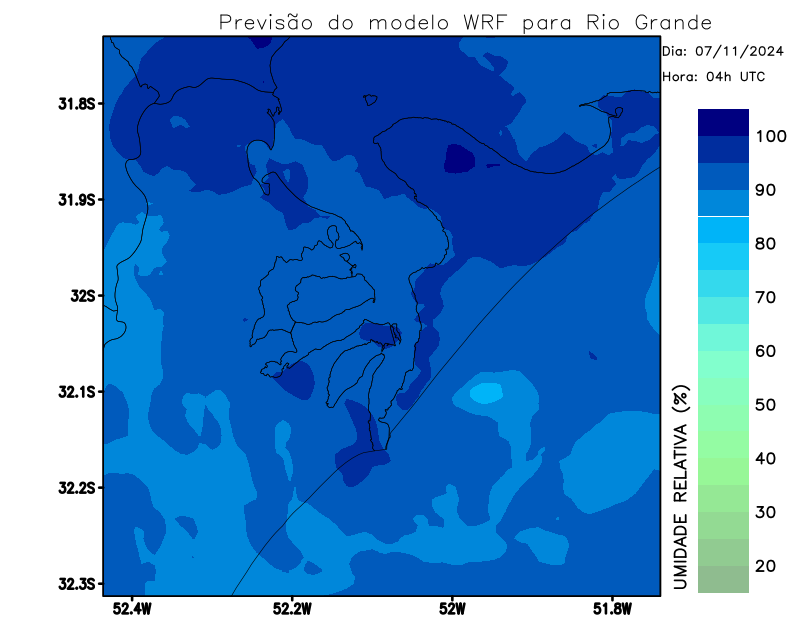 Previsão do modelo WRF para Rio Grande
Dia: 07/11/2024
Hora: 04h UTC
31.8S
31.9S
32S
32.1S
32.2S
32.3S
52.4W
52.2W
52W
51.8W
100
90
80
70
60
50
40
30
20
UMIDADE RELATIVA (%)